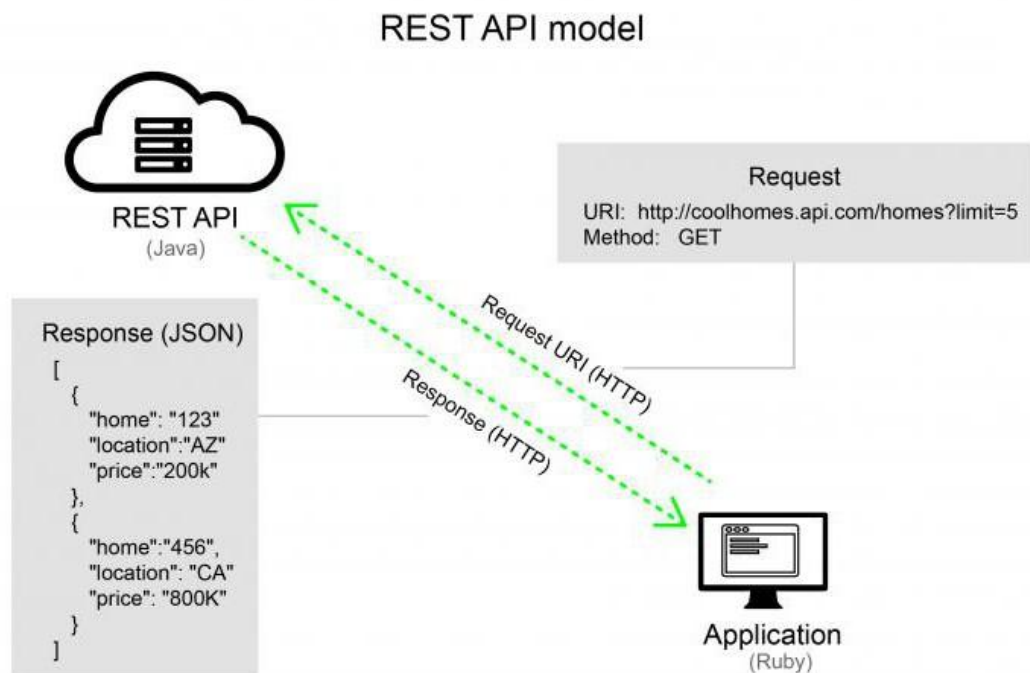 REST API model
REST API
(Java)
Request
URI: http://coolhomes.api.com/homes?limit=5
Method: GET
Request URI (HTTP)
Response (HTTP)
Response (JSON)
[
{
"home": "123"
"location":"AZ"
"price":"200k"
},
{
"home":"456",
"location": "CA"
"price": "800K"
}
]
Application
(Ruby)